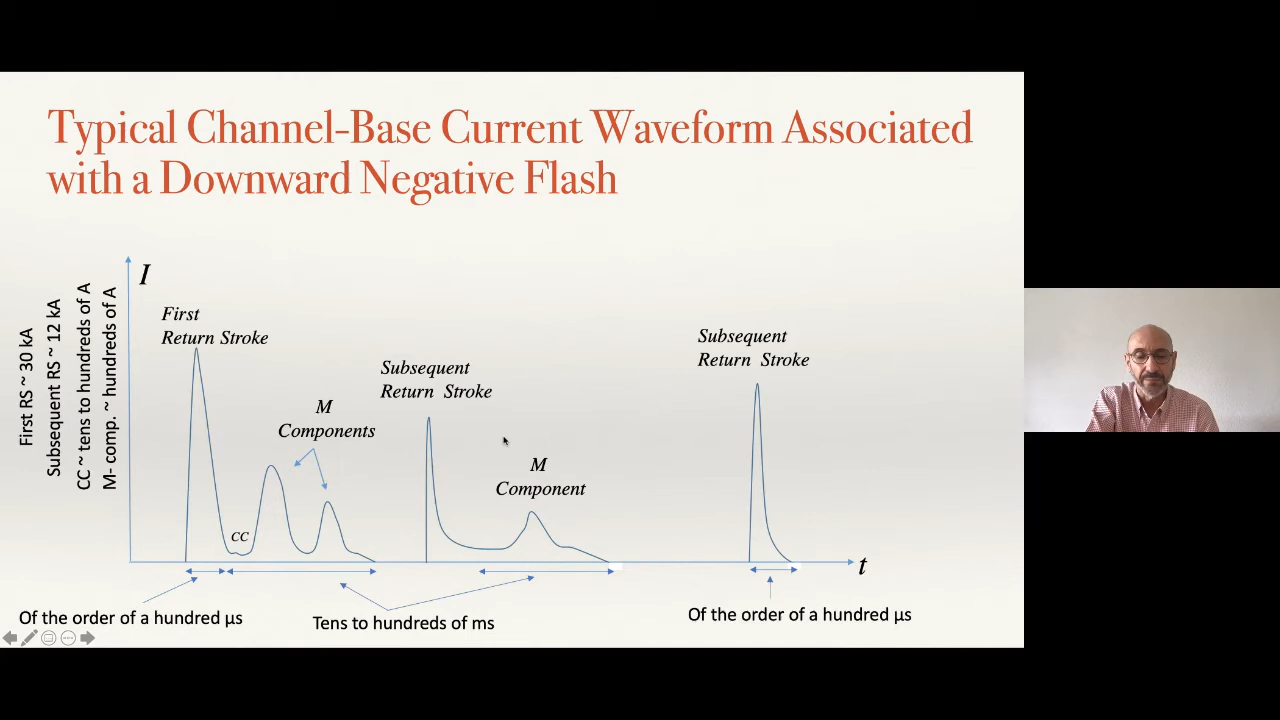 Typical Channel-Base Current Waveform Associated
with a Downward Negative Flash
First RS ~ 30 kA
Subsequent RS ~ 12 kA
CC ~ tens to hundreds of A
M- comp. ~ hundreds of A
I
First
Return Stroke
CC
M
Components
Subsequent
Return Stroke
M
Component
Subsequent
Return Stroke
t
Of the order of a hundred µs
Tens to hundreds of ms
Of the order of a hundred µs